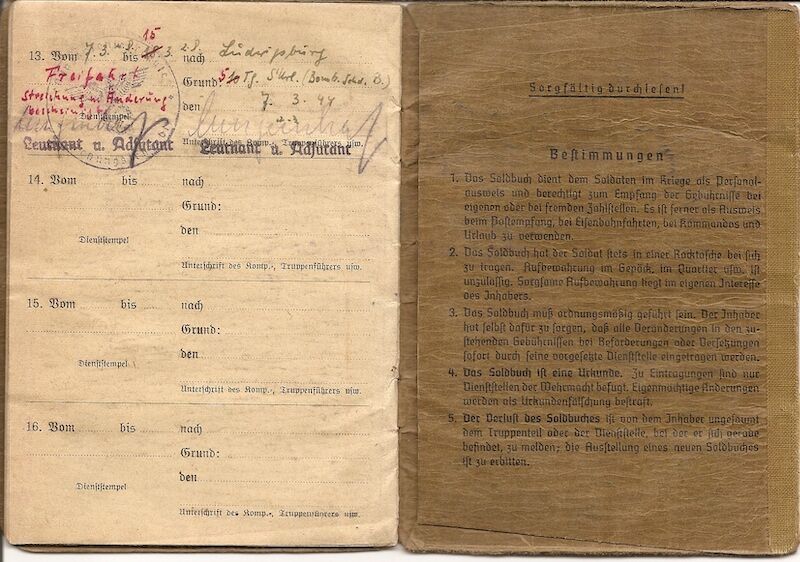 15
13. Vom 7.3. bis 28.3. nach Ludwigsburg
Freifahrt Grund: Tg. (Bomb. Schd. B.)
Streichung u. Änderung den 7. 3. 44
bescheinigt
Dienststempel
Unterschrift des Komp.-, Truppenführers usw.
Leutnant u. Adjutant Leutnant u. Adjutant
14. Vom bis nach
Grund:
den
Dienststempel
Unterschrift des Komp.-, Truppenführers usw.
15. Vom bis nach
Grund:
den
Dienststempel
Unterschrift des Komp.-, Truppenführers usw.
16. Vom bis nach
Grund:
den
Dienststempel
Unterschrift des Komp.-, Truppenführers usw.
Sorgfältig durchlesen!
Bestimmungen
1. Das Soldbuch dient dem Soldaten im Kriege als Personal-
ausweis und berechtigt zum Empfang der Gebührnisse bei
eigenen oder bei fremden Zahlstellen. Es ist ferner als Ausweis
beim Postempfang, bei Eisenbahnfahrten, bei Kommandos und
Urlaub zu verwenden.
2. Das Soldbuch hat der Soldat stets in einer Rocktasche bei sich
zu tragen. Aufbewahrung im Gepäck, im Quartier usw. ist
unzulässig. Sorgsame Aufbewahrung liegt im eigenen Interesse
des Inhabers.
3. Das Soldbuch muß ordnungsmäßig geführt sein. Der Inhaber
hat selbst dafür zu sorgen, daß alle Veränderungen in den zu-
stehenden Gebührnissen bei Beförderungen oder Versetzungen
sofort durch seine vorgesetzte Dienststelle eingetragen werden.
4. Das Soldbuch ist eine Urkunde. Zu Eintragungen sind nur
Dienststellen der Wehrmacht befugt. Eigenmächtige Änderungen
werden als Urkundenfälschung bestraft.
5. Der Verlust des Soldbuches ist von dem Inhaber ungesäumt
dem Truppenteil oder der Dienststelle, bei der er sich gerade
befindet, zu melden; die Ausstellung eines neuen Soldbuches
ist zu erbitten.